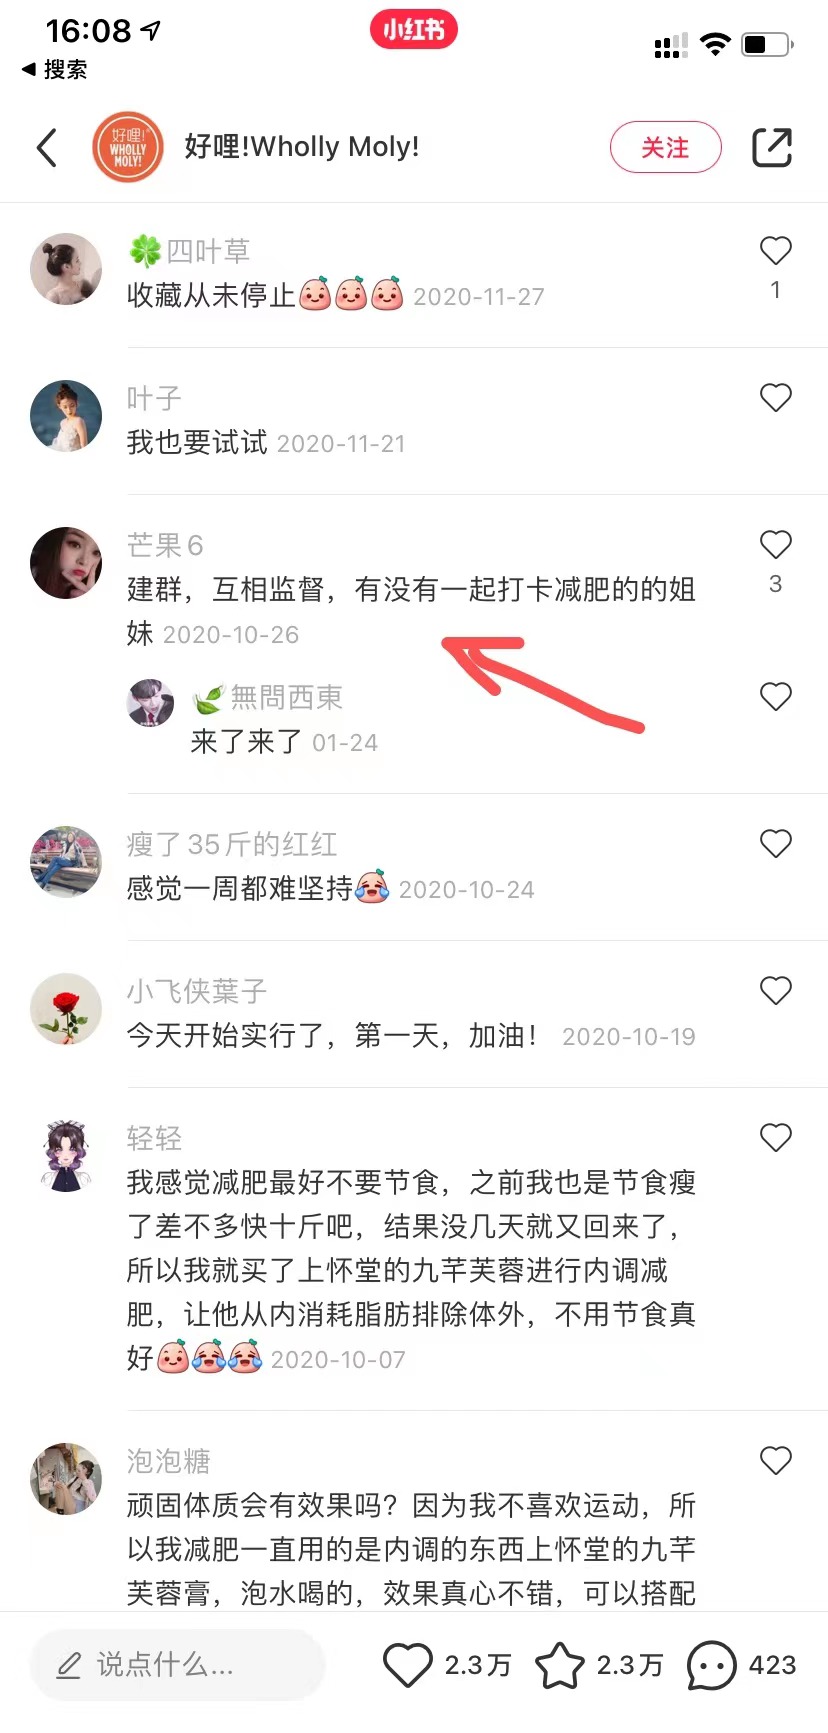 16:08
小红书
搜索
好哩!
WHOLLY
MOLY!
好哩!Wholly Moly!
关注
四叶草
收藏从未停止 2020-11-27
1
叶子
我也要试试 2020-11-21
芒果6
3
建群，互相监督，有没有一起打卡减肥的的姐
妹 2020-10-26
無問西東
来了来了 01-24
瘦了35斤的红红
感觉一周都难坚持 2020-10-24
小飞侠葉子
今天开始实行了，第一天，加油！ 2020-10-19
轻轻
我感觉减肥最好不要节食，之前我也是节食瘦
了差不多快十斤吧，结果没几天就又回来了，
所以我就买了上怀堂的九芊芙蓉进行内调减
肥，让他从内消耗脂肪排除体外，不用节食真
好 2020-10-07
泡泡糖
顽固体质会有效果吗？因为我不喜欢运动，所
以我减肥一直用的是内调的东西上怀堂的九芊
芙蓉膏，泡水喝的，效果真心不错，可以搭配
说点什么... 2.3万 2.3万 423